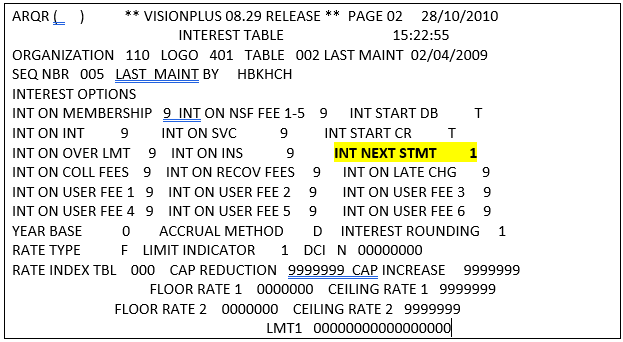 ARQR ( ) ** VISIONPLUS 08.29 RELEASE ** PAGE 02 28/10/2010
INTEREST TABLE 15:22:55
ORGANIZATION 110 LOGO 401 TABLE 002 LAST MAINT 02/04/2009
SEQ NBR 005 LAST MAINT BY HBKHCH
INTEREST OPTIONS
INT ON MEMBERSHIP 9 INT ON NSF FEE 1-5 9 INT START DB T
INT ON INT 9 INT ON SVC 9 INT START CR T
INT ON OVER LMT 9 INT ON INS 9 INT NEXT STMT 1
INT ON COLL FEES 9 INT ON RECOV FEES 9 INT ON LATE CHG 9
INT ON USER FEE 1 9 INT ON USER FEE 2 9 INT ON USER FEE 3 9
INT ON USER FEE 4 9 INT ON USER FEE 5 9 INT ON USER FEE 6 9
YEAR BASE 0 ACCRUAL METHOD D INTEREST ROUNDING 1
RATE TYPE F LIMIT INDICATOR 1 DCI N 00000000
RATE INDEX TBL 000 CAP REDUCTION 9999999 CAP INCREASE 9999999
FLOOR RATE 1 0000000 CEILING RATE 1 9999999
FLOOR RATE 2 0000000 CEILING RATE 2 9999999
LMT1 00000000000000000